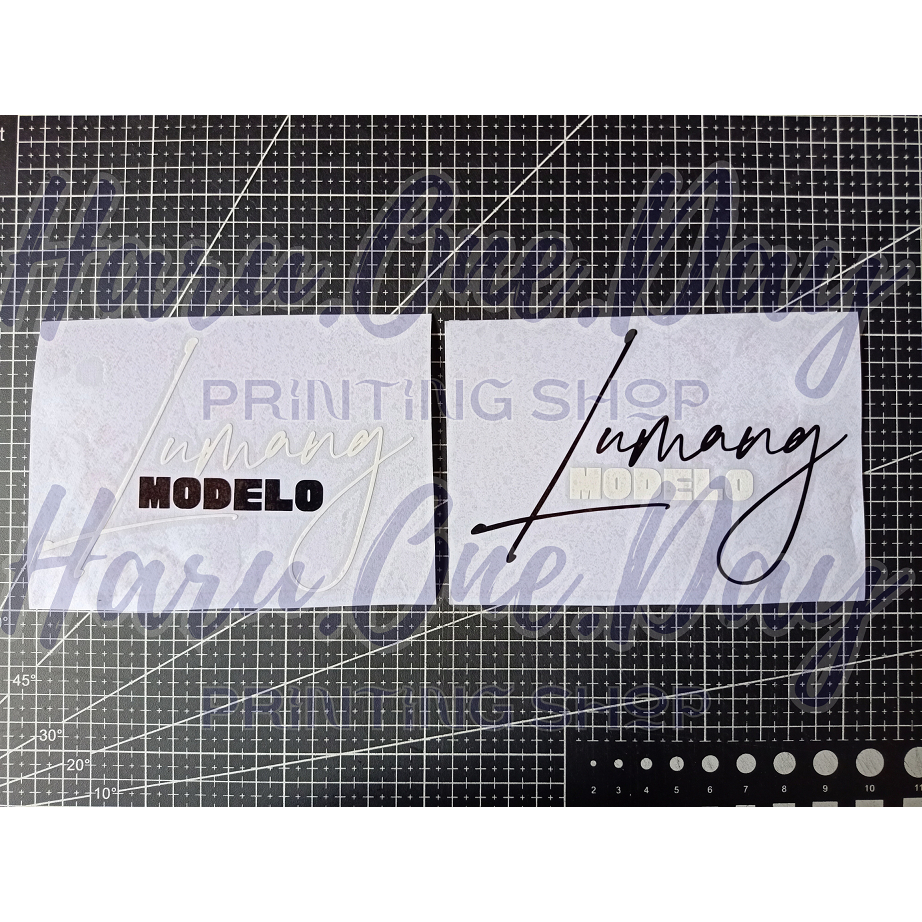 Haru.One.Day
PRINTING SHOP
Lumang
MODELO
Lumang
MODELO
Haru.One.Day
PRINTING SHOP
45°
30°
20°
10°
2 3 4 5 6 7 8 9 10 11